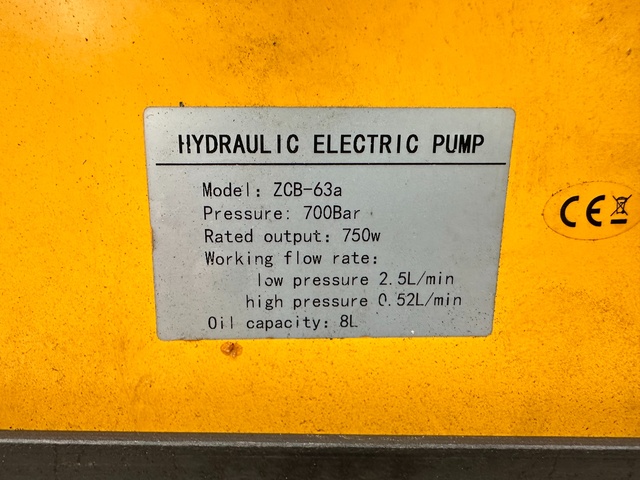 HYDRAULIC ELECTRIC PUMP
Model: ZCB-63a
Pressure: 700Bar
Rated output: 750w
Working flow rate:
low pressure 2.5L/min
high pressure 0.52L/min
Oil capacity: 8L
CE